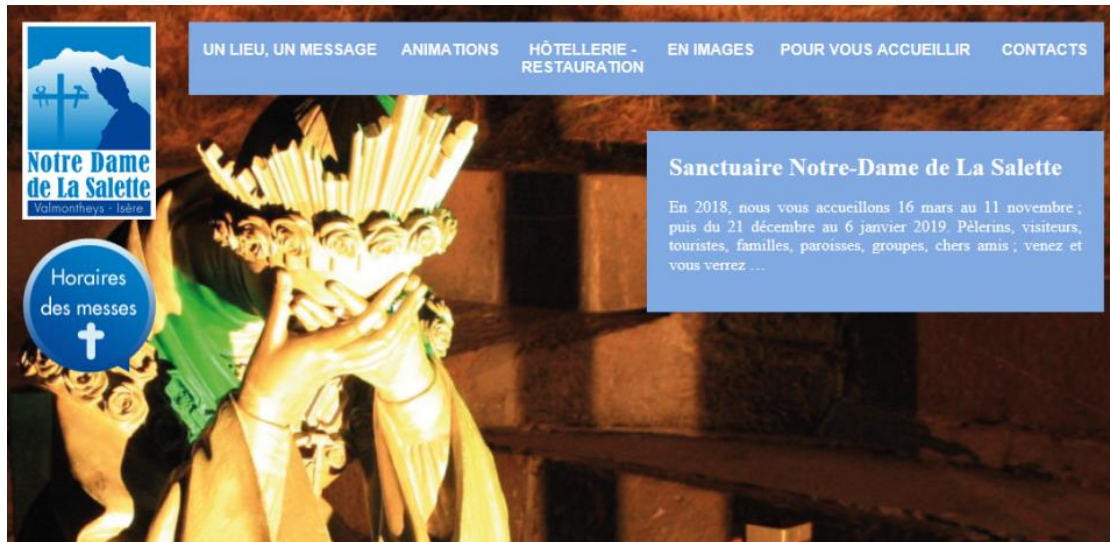 UN LIEU, UN MESSAGE
ANIMATIONS
HÔTELLERIE -
RESTAURATION
EN IMAGES
POUR VOUS ACCUEILLIR
CONTACTS
Notre Dame
de La Salette
Valmontheys - Isère
Horaires
des messes
Sanctuaire Notre-Dame de La Salette
En 2018, nous vous accueillons 16 mars au 11 novembre ;
puis du 21 décembre au 6 janvier 2019. Pèlerins, visiteurs,
touristes, familles, paroisses, groupes, chers amis ; venez et
vous verrez …